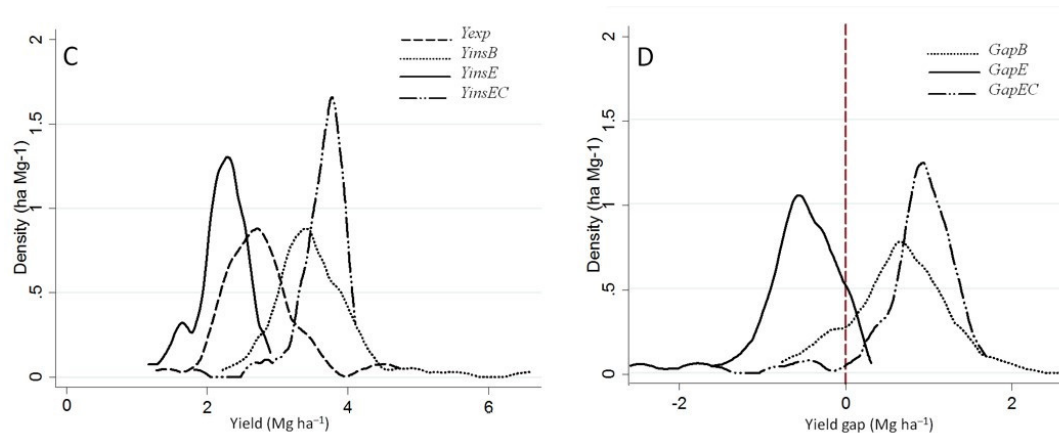 C
Yexp
YinsB
YinsE
YinsEC
Density (ha Mg-1)
2
1.5
1
.5
0
0
2
4
6
Yield (Mg ha⁻¹)
D
GapB
GapE
GapEC
Density (ha Mg-1)
2
1.5
1
.5
0
-2
0
2
Yield gap (Mg ha⁻¹)